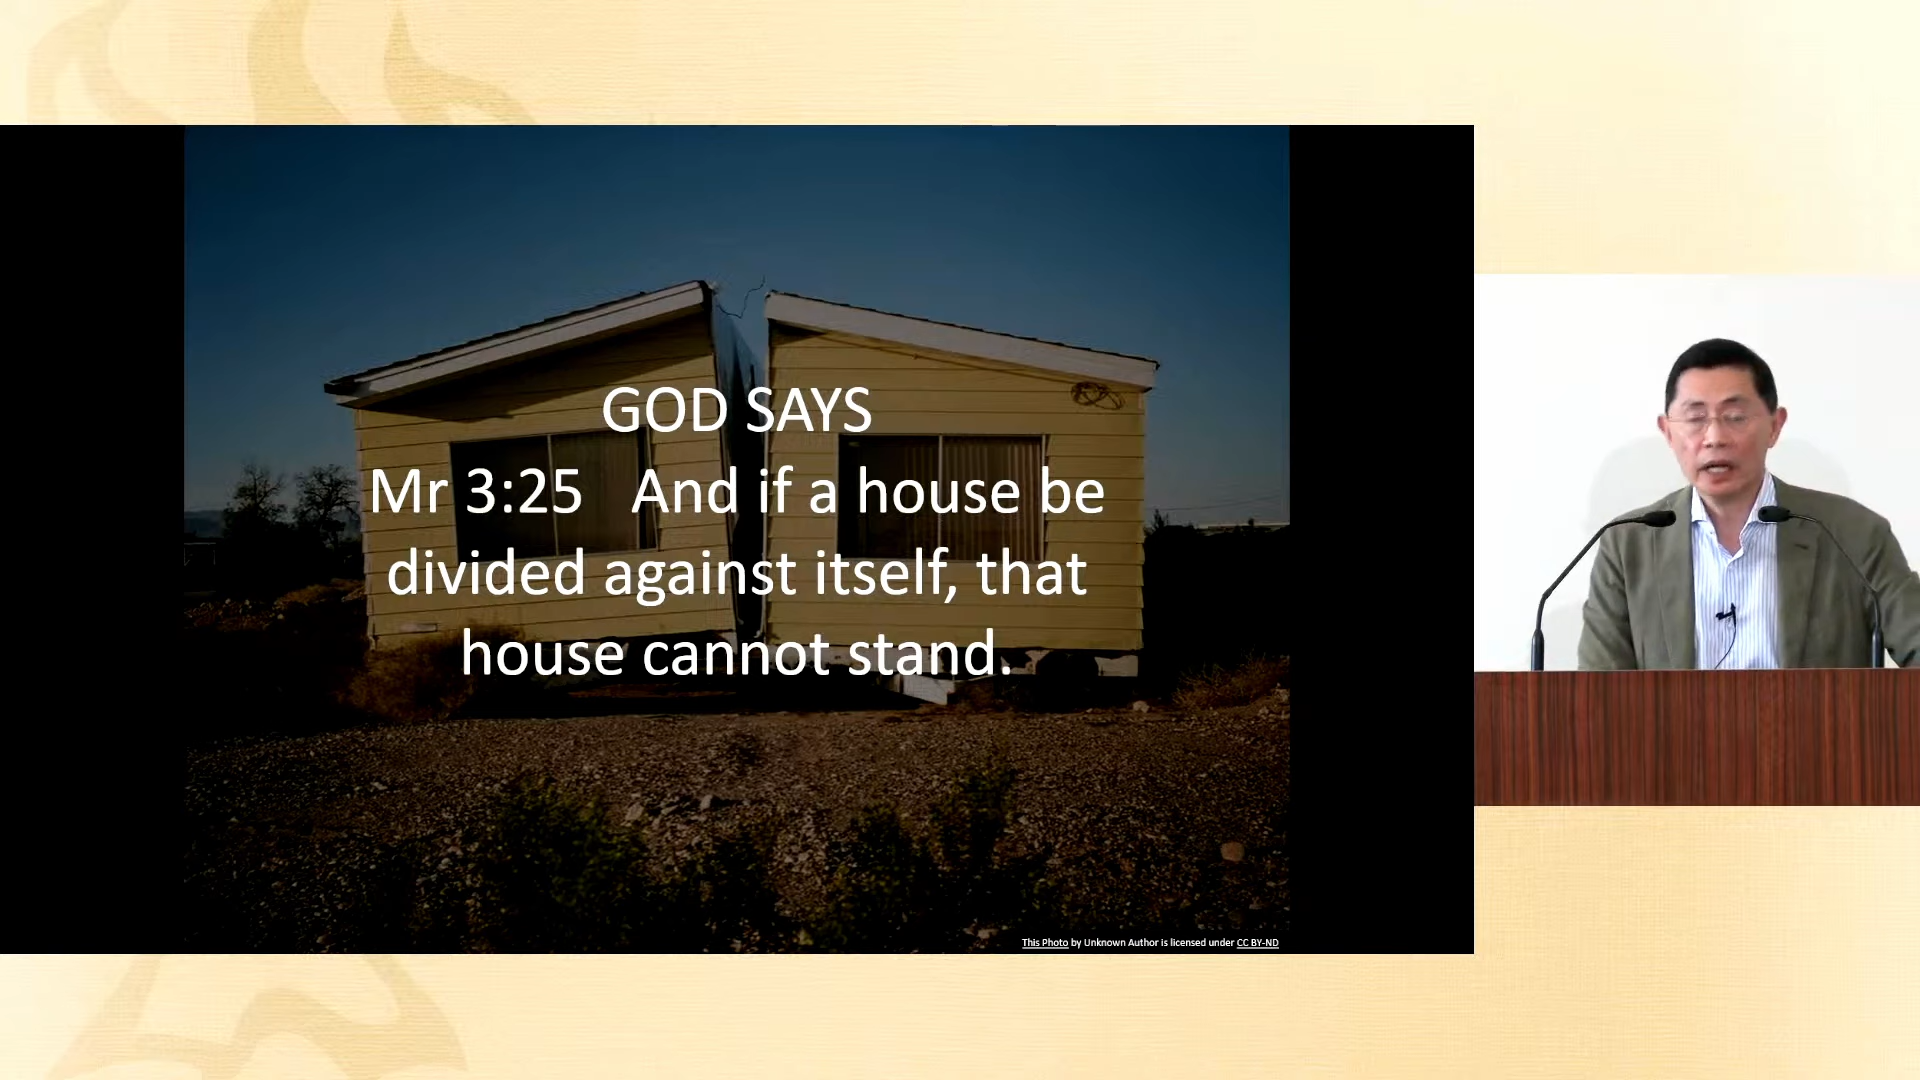 GOD SAYS
Mr 3:25   And if a house be
divided against itself, that
house cannot stand.
This Photo by Unknown Author is licensed under CC BY-ND